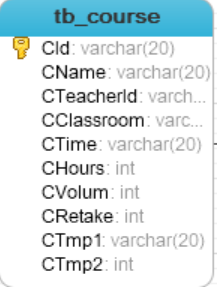 tb_course
CId: varchar(20)
CName: varchar(20)
CTeacherId: varch...
CClassroom: varc...
CTime: varchar(20)
CHours: int
CVolum: int
CRetake: int
CTmp1: varchar(20)
CTmp2: int